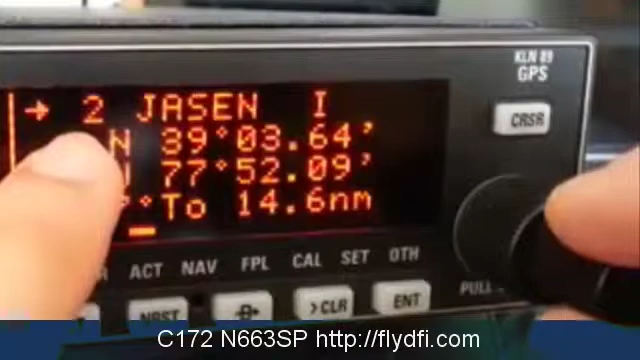 KLN 89
GPS
CRSR
→ 2 JASEN I
N 39°03.64'
77°52.09'
°To 14.6nm
ACT NAV FPL CAL SET OTH
PULL
NRST >CLR ENT
C172 N663SP http://flydfi.com